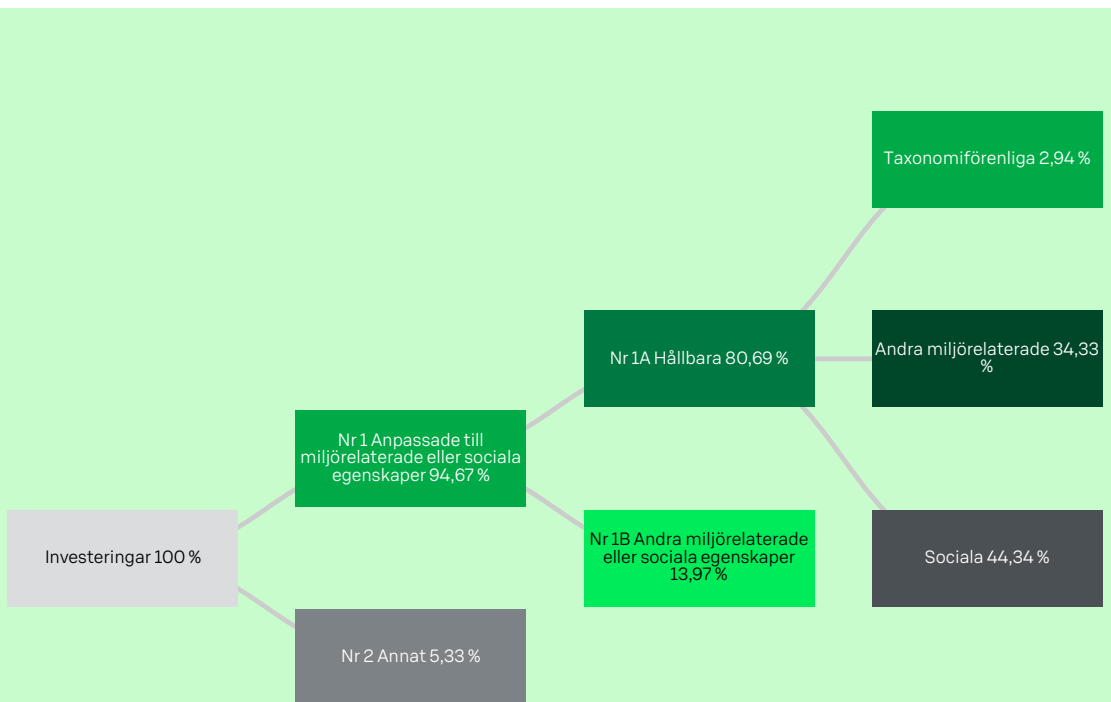 Taxonomiförenliga 2,94 %
Nr 1A Hållbara 80,69 %
Andra miljörelaterade 34,33
%
Nr 1 Anpassade till
miljörelaterade eller sociala
egenskaper 94,67 %
Investeringar 100 %
Nr 1B Andra miljörelaterade
eller sociala egenskaper
13,97 %
Sociala 44,34 %
Nr 2 Annat 5,33 %